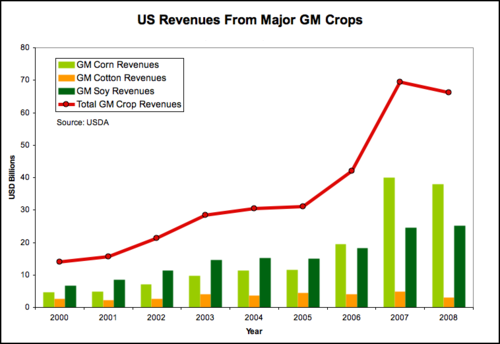 US Revenues From Major GM Crops
80
70
60
50
40
30
20
10
0
USD Billions
GM Corn Revenues
GM Cotton Revenues
GM Soy Revenues
Total GM Crop Revenues
Source: USDA
2000 2001 2002 2003 2004 2005 2006 2007 2008
Year